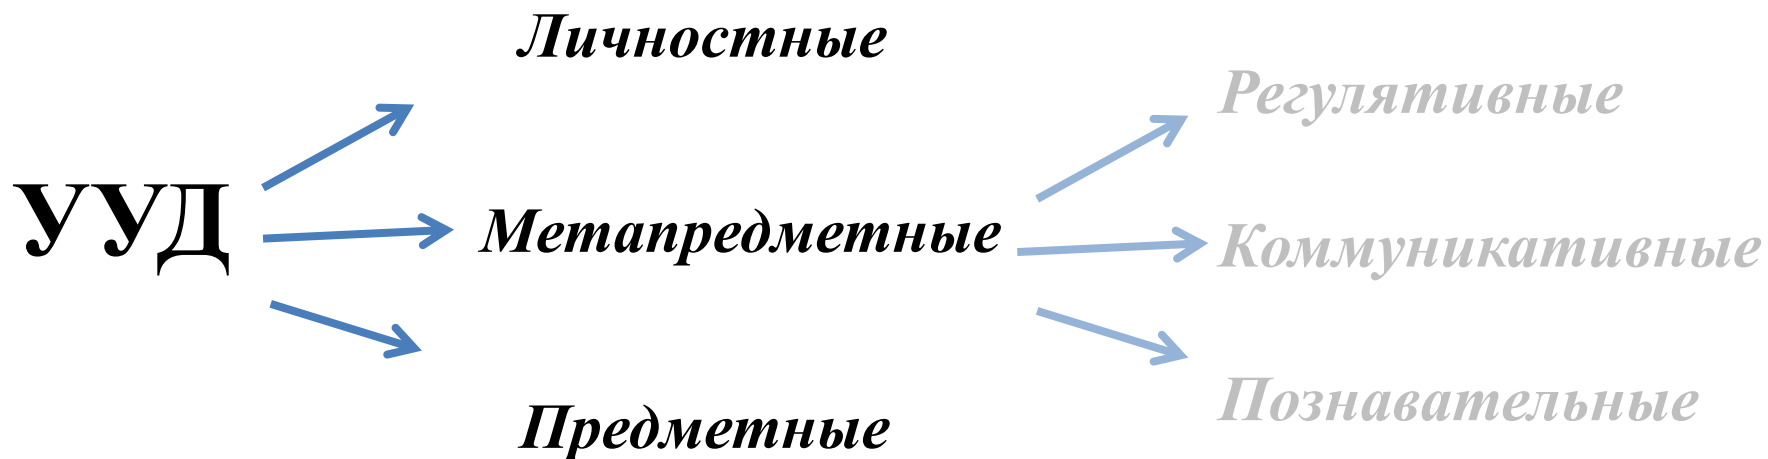 УУД
Личностные
Метапредметные
Предметные
Регулятивные
Коммуникативные
Познавательные